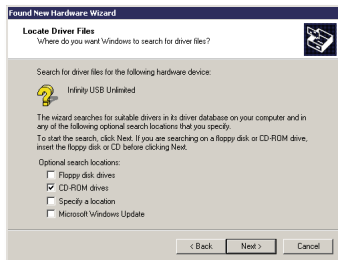 Found New Hardware Wizard
Locate Driver Files
Where do you want Windows to search for driver files?
Search for driver files for the following hardware device:
Infinity USB Unlimited
The wizard searches for suitable drivers in its driver database on your computer and in
any of the following optional search locations that you specify.
To start the search, click Next. If you are searching on a floppy disk or CD-ROM drive,
insert the floppy disk or CD before clicking Next.
Optional search locations:
Floppy disk drives
CD-ROM drives
Specify a location
Microsoft Windows Update
< Back Next > Cancel